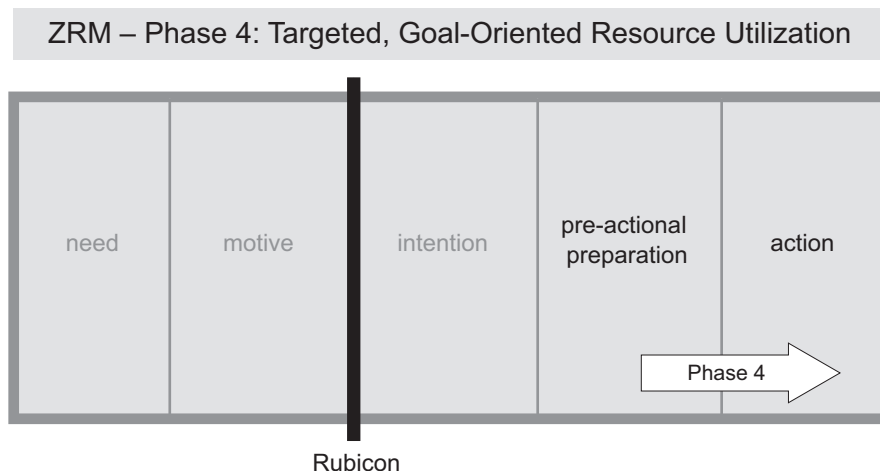 ZRM – Phase 4: Targeted, Goal-Oriented Resource Utilization
need
motive
intention
pre-actional
preparation
action
Phase 4
Rubicon